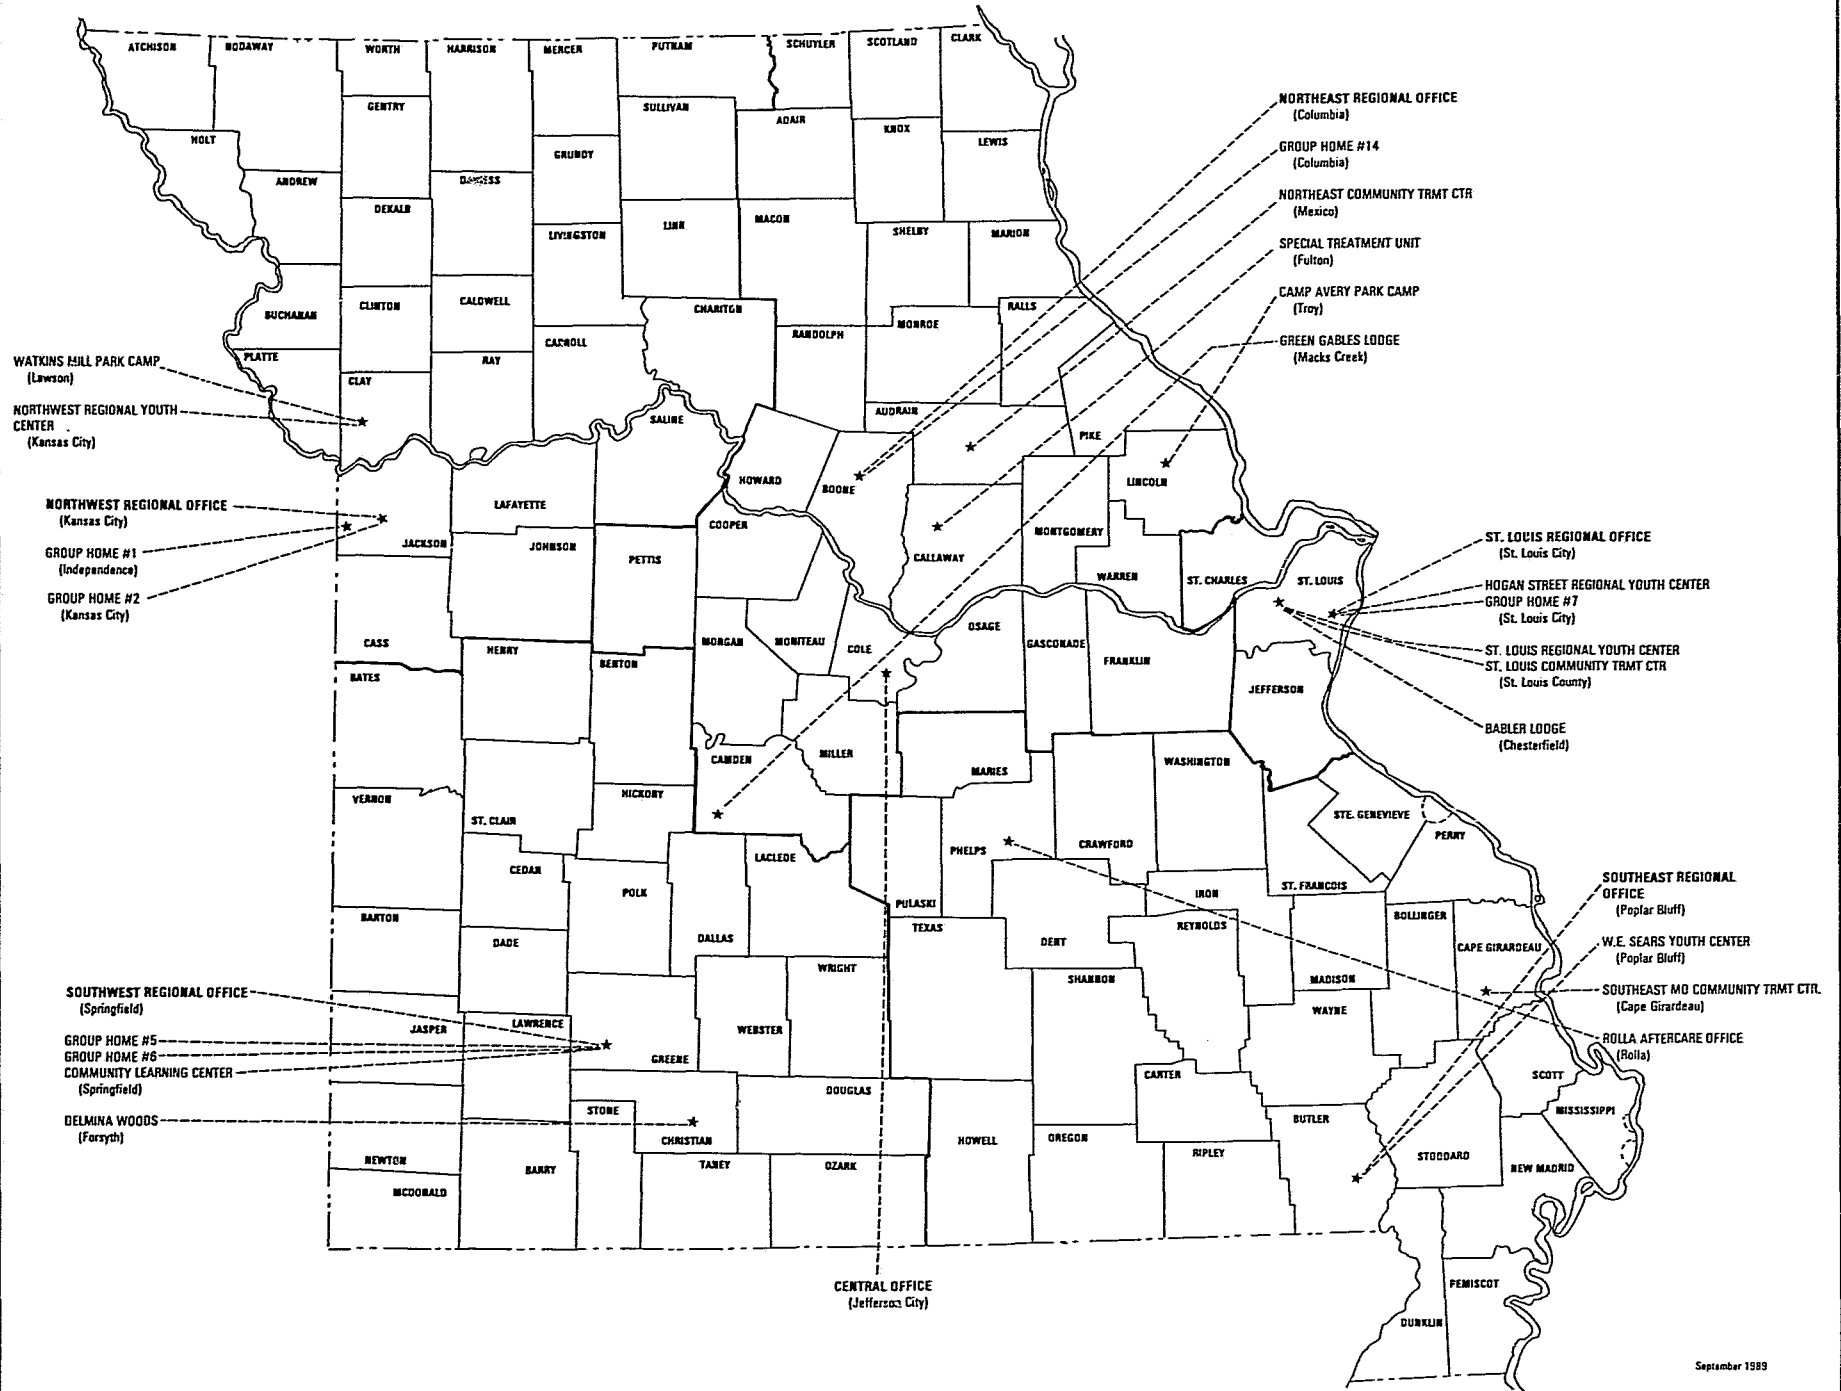 ATCHISON
NODAWAY
WORTH
HARRISON
MERCER
PUTNAM
SCHUYLER
SCOTLAND
CLARK
GENTRY
SULLIVAN
ADAIR
KNOX
LEWIS
HOLT
ANDREW
GRUNDY
DEKALB
LINN
MACON
LIVINGSTON
SHELBY
MARION
BUCHANAN
CLINTON
CALDWELL
CHARITON
RALLS
PLATTE
CARROLL
RANDOLPH
MONROE
CLAY
RAY
SALINE
AUDRAIN
PIKE
HOWARD
BOONE
LINCOLN
LAFAYETTE
COOPER
JACKSON
JOHNSON
PETTIS
CALLAWAY
MONTGOMERY
WARREN
ST. CHARLES
ST. LOUIS
CASS
HENRY
BENTON
MORGAN
MONITEAU
COLE
OSAGE
GASCONADE
FRANKLIN
JEFFERSON
BATES
CAMDEN
MILLER
MARIES
WASHINGTON
VERNON
ST. CLAIR
HICKORY
STE. GENEVIEVE
PERRY
CEDAR
POLK
LACLEDE
PHELPS
CRAWFORD
PULASKI
IRON
ST. FRANCOIS
BARTON
DADE
DALLAS
TEXAS
DENT
REYNOLDS
BOLLINGER
CAPE GIRARDEAU
WRIGHT
SHANNON
MADISON
WAYNE
JASPER
LAWRENCE
GREENE
WEBSTER
CARTER
SCOTT
STONE
CHRISTIAN
DOUGLAS
BUTLER
MISSISSIPPI
NEWTON
BARRY
TANEY
OZARK
HOWELL
OREGON
RIPLEY
STODDARD
NEW MADRID
MCDONALD
PEMISCOT
DUNKLIN
WATKINS MILL PARK CAMP
(Lawson)
NORTHWEST REGIONAL YOUTH
CENTER
(Kansas City)
NORTHWEST REGIONAL OFFICE
(Kansas City)
GROUP HOME #1
(Independence)
GROUP HOME #2
(Kansas City)
SOUTHWEST REGIONAL OFFICE
(Springfield)
GROUP HOME #5
GROUP HOME #6
COMMUNITY LEARNING CENTER
(Springfield)
DELMINA WOODS
(Forsyth)
CENTRAL OFFICE
(Jefferson City)
NORTHEAST REGIONAL OFFICE
(Columbia)
GROUP HOME #14
(Columbia)
NORTHEAST COMMUNITY TRMT CTR
(Mexico)
SPECIAL TREATMENT UNIT
(Fulton)
CAMP AVERY PARK CAMP
(Troy)
GREEN GABLES LODGE
(Macks Creek)
ST. LOUIS REGIONAL OFFICE
(St. Louis City)
HOGAN STREET REGIONAL YOUTH CENTER
GROUP HOME #7
(St. Louis City)
ST. LOUIS REGIONAL YOUTH CENTER
ST. LOUIS COMMUNITY TRMT CTR
(St. Louis County)
BABLER LODGE
(Chesterfield)
SOUTHEAST REGIONAL
OFFICE
(Poplar Bluff)
W.E. SEARS YOUTH CENTER
(Poplar Bluff)
SOUTHEAST MO COMMUNITY TRMT CTR.
(Cape Girardeau)
ROLLA AFTERCARE OFFICE
(Rolla)
September 1989